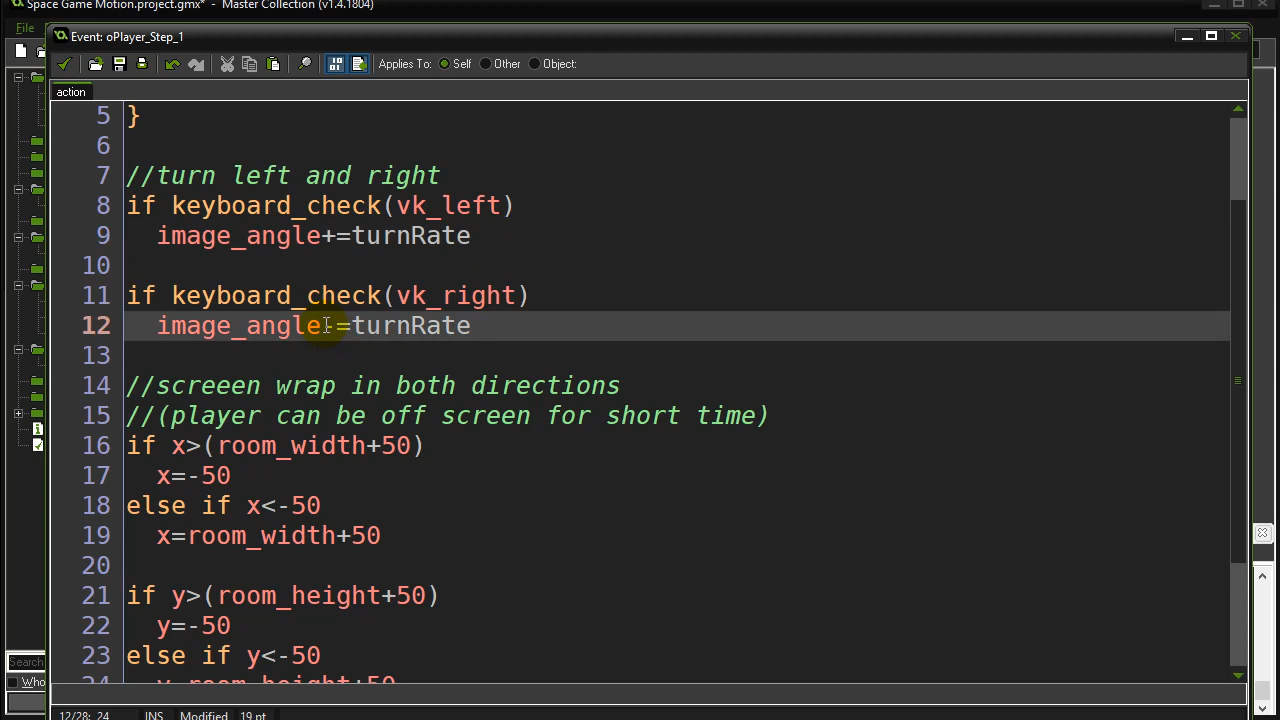 Space Game Motion.project.gmx* - Master Collection (v1.4.1804)
File
Event: oPlayer_Step_1
Applies To: Self Other Object:
action
5 }
6
7 //turn left and right
8 if keyboard_check(vk_left)
9 image_angle+=turnRate
10
11 if keyboard_check(vk_right)
12 image_angle-=turnRate
13
14 //screeen wrap in both directions
15 //(player can be off screen for short time)
16 if x>(room_width+50)
17 x=-50
18 else if x<-50
19 x=room_width+50
20
21 if y>(room_height+50)
22 y=-50
23 else if y<-50
24 y=room_height+50
Search
Who
12/28: 24 INS Modified 19 pt